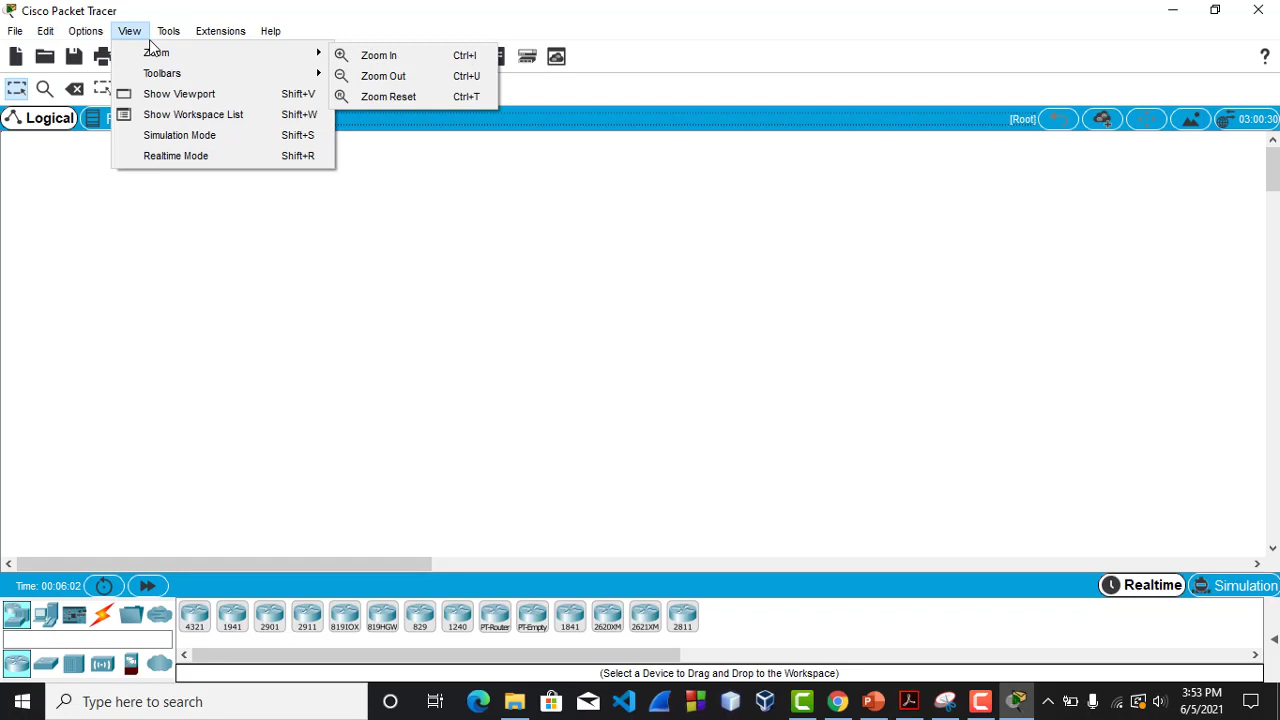 Cisco Packet Tracer
File Edit Options View Tools Extensions Help
Zoom
Toolbars
Show Viewport Shift+V
Show Workspace List Shift+W
Simulation Mode Shift+S
Realtime Mode Shift+R
Zoom In Ctrl+I
Zoom Out Ctrl+U
Zoom Reset Ctrl+T
Logical [Root] 03:00:30
Time: 00:06:02 Realtime Simulation
4321 1941 2901 2911 819IOX 819HGW 829 1240 PT-Router PT-Empty 1841 2620XM 2621XM 2811
(Select a Device to Drag and Drop to the Workspace)
Type here to search
3:53 PM
6/5/2021